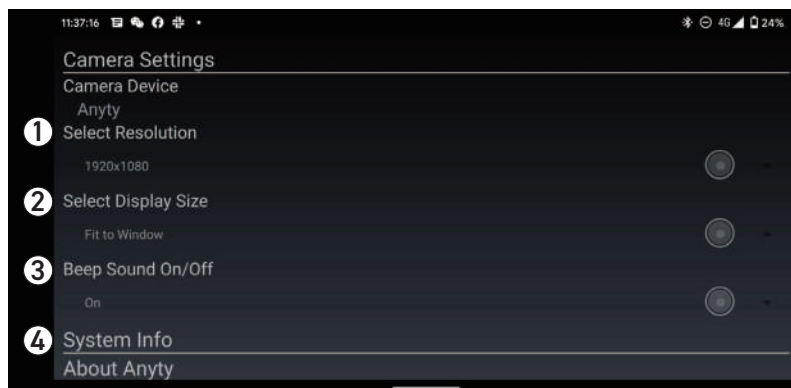 11:37:16 4G 24%
Camera Settings
Camera Device
Anyty
1 Select Resolution
1920x1080
2 Select Display Size
Fit to Window
3 Beep Sound On/Off
On
4 System Info
About Anyty